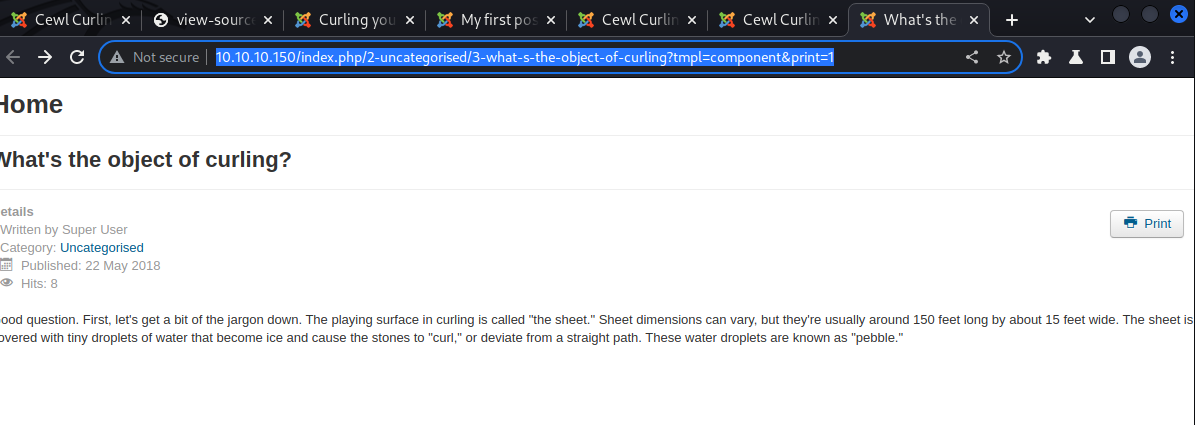 Cewl Curlin
view-source
Curling you
My first pos
Cewl Curlin
Cewl Curlin
What's the
Not secure 10.10.10.150/index.php/2-uncategorised/3-what-s-the-object-of-curling?tmpl=component&print=1
Home
What's the object of curling?
etails
Print
Written by Super User
Category: Uncategorised
Published: 22 May 2018
Hits: 8
ood question. First, let's get a bit of the jargon down. The playing surface in curling is called "the sheet." Sheet dimensions can vary, but they're usually around 150 feet long by about 15 feet wide. The sheet is
overed with tiny droplets of water that become ice and cause the stones to "curl," or deviate from a straight path. These water droplets are known as "pebble."